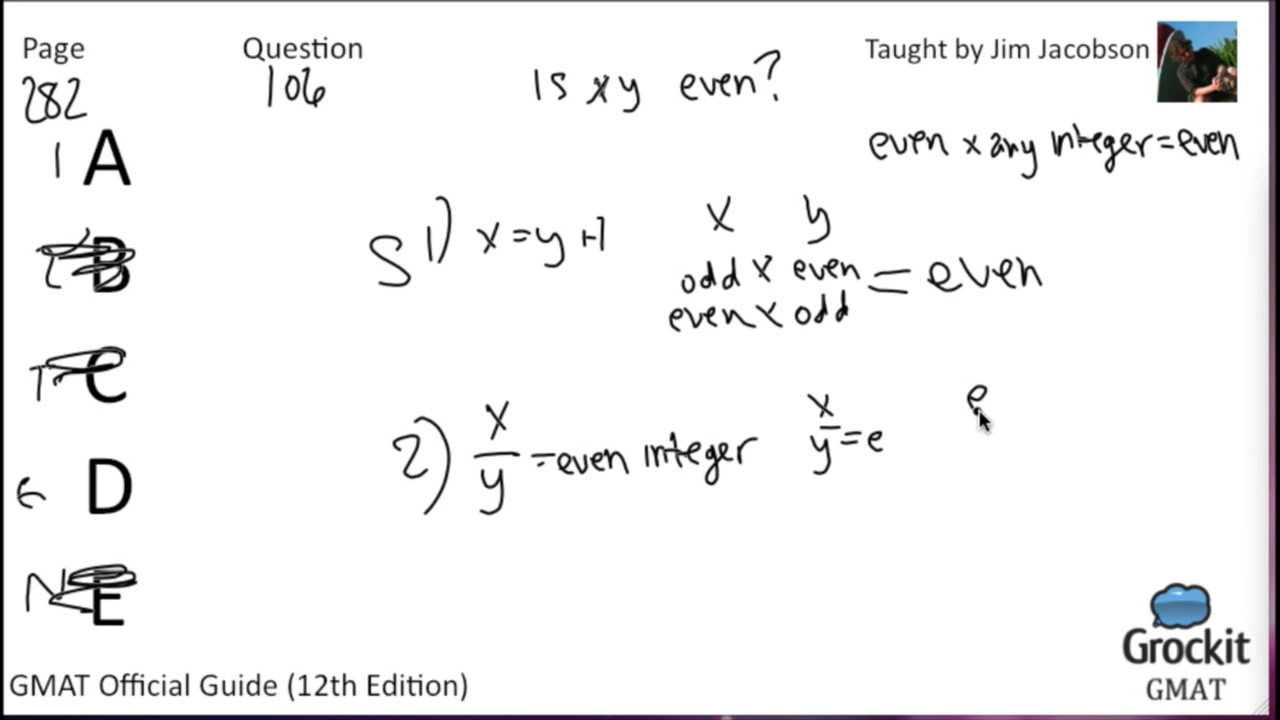 Page Question Taught by Jim Jacobson
282 106 Is xy even?
even x any integer = even
1 A
2 B
T C
E D
N E
S 1) x = y + 1
x y
odd x even = even
even x odd
2) x/y = even integer x/y = e e
Grockit
GMAT
GMAT Official Guide (12th Edition)